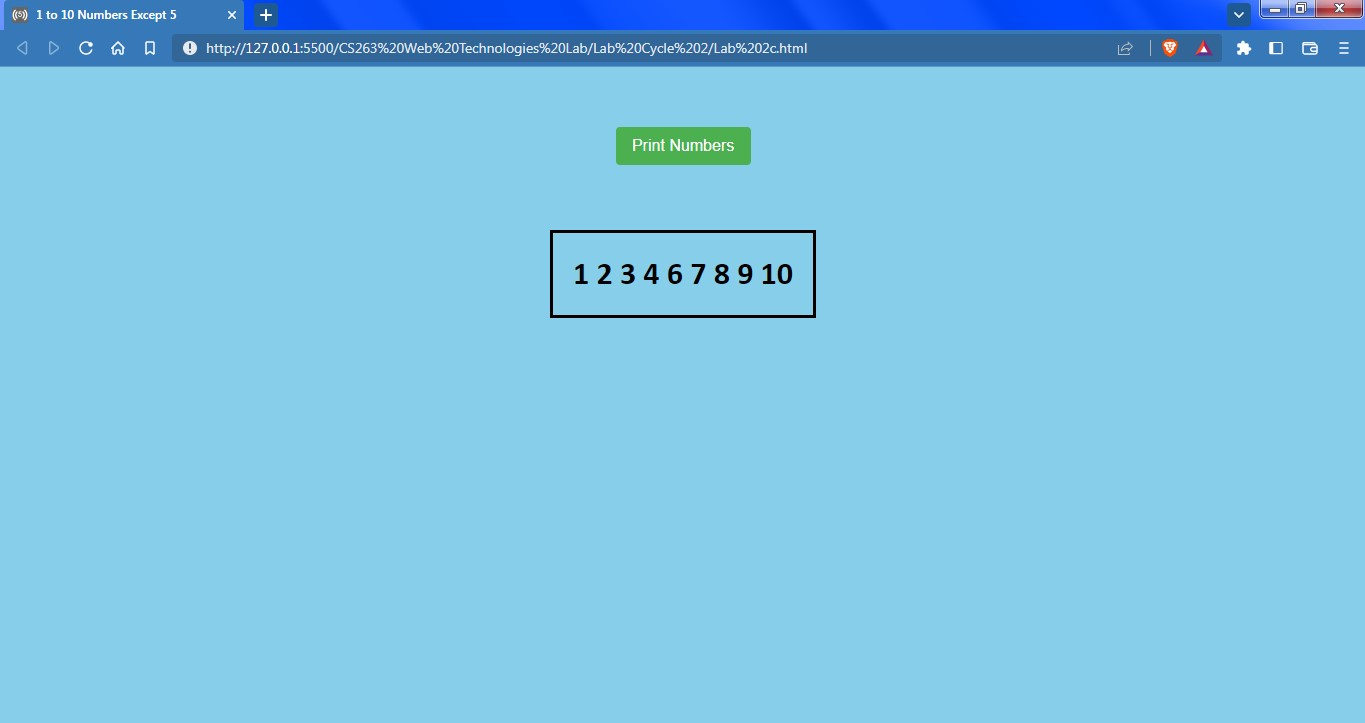 1 to 10 Numbers Except 5
http://127.0.0.1:5500/CS263%20Web%20Technologies%20Lab/Lab%20Cycle%202/Lab%202c.html
Print Numbers
1 2 3 4 6 7 8 9 10